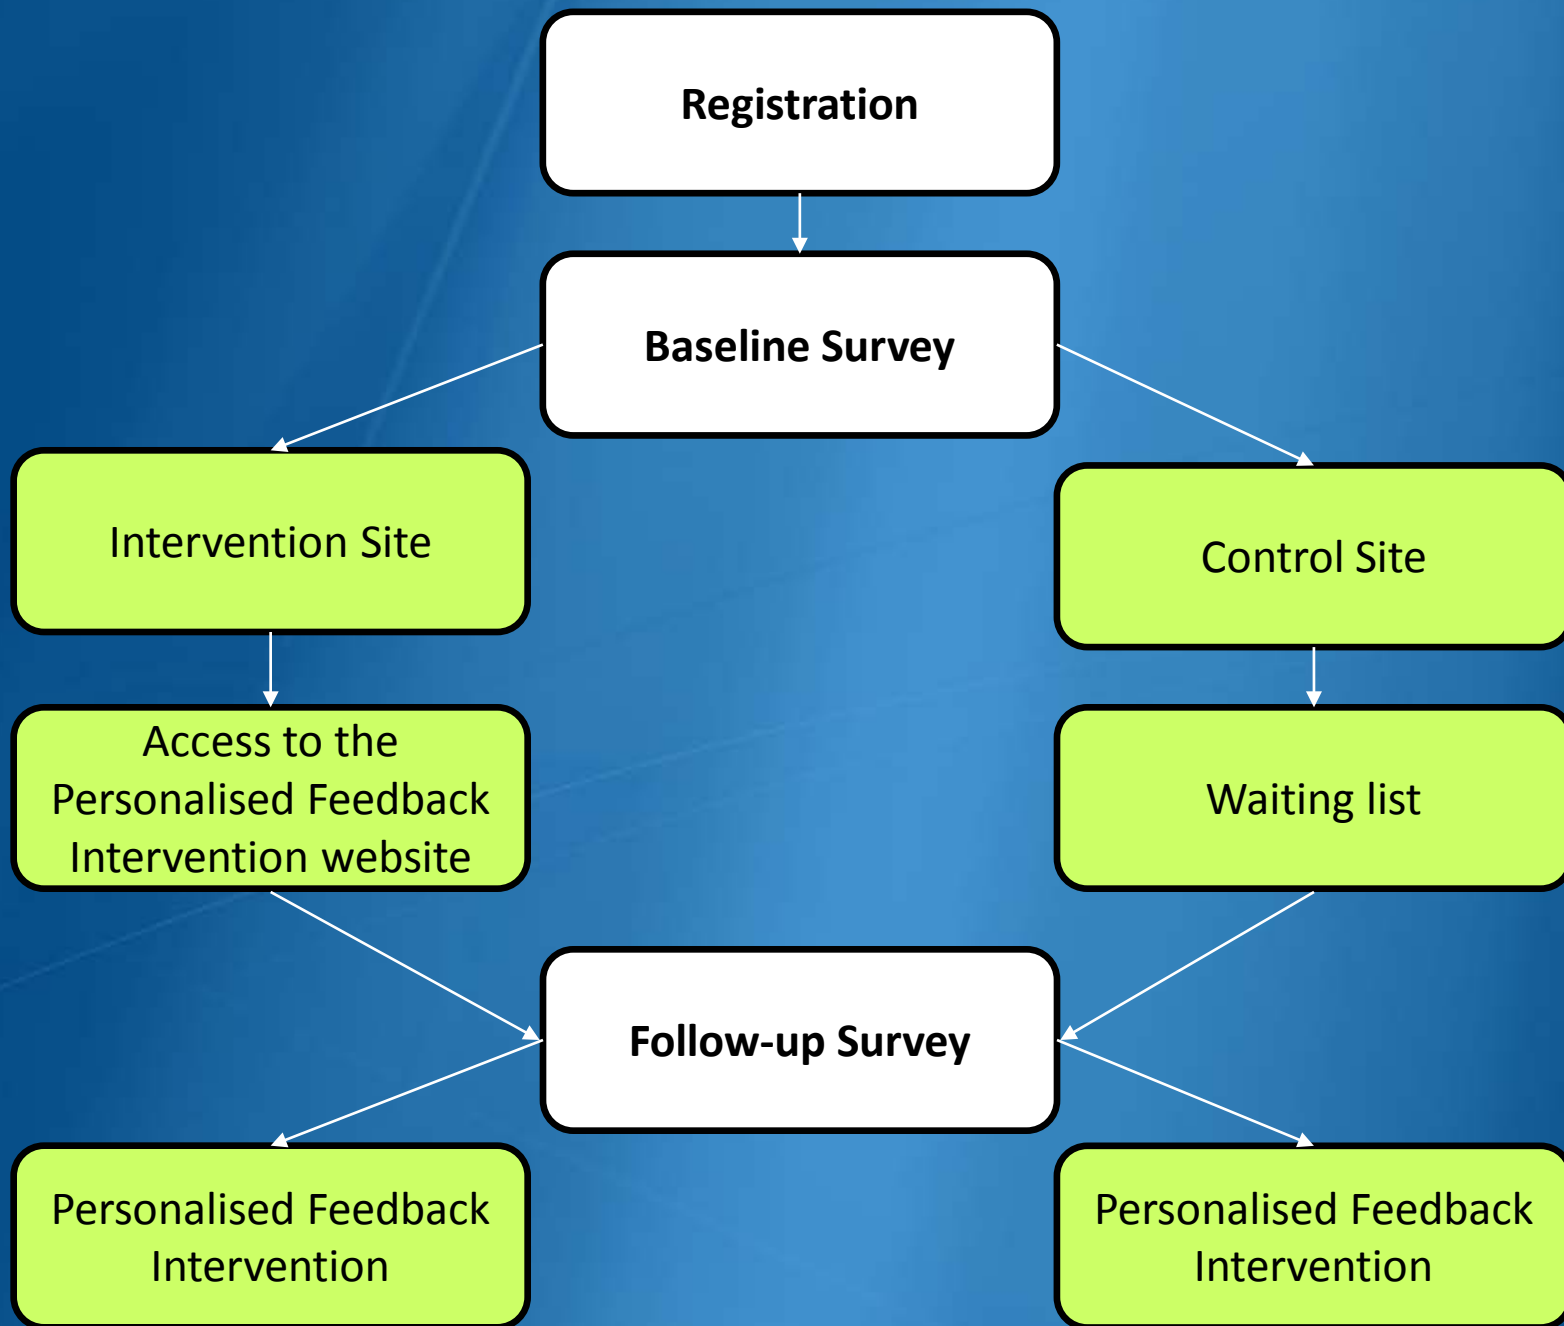 Registration
Baseline Survey
Intervention Site
Control Site
Access to the
Personalised Feedback
Intervention website
Waiting list
Follow-up Survey
Personalised Feedback
Intervention
Personalised Feedback
Intervention